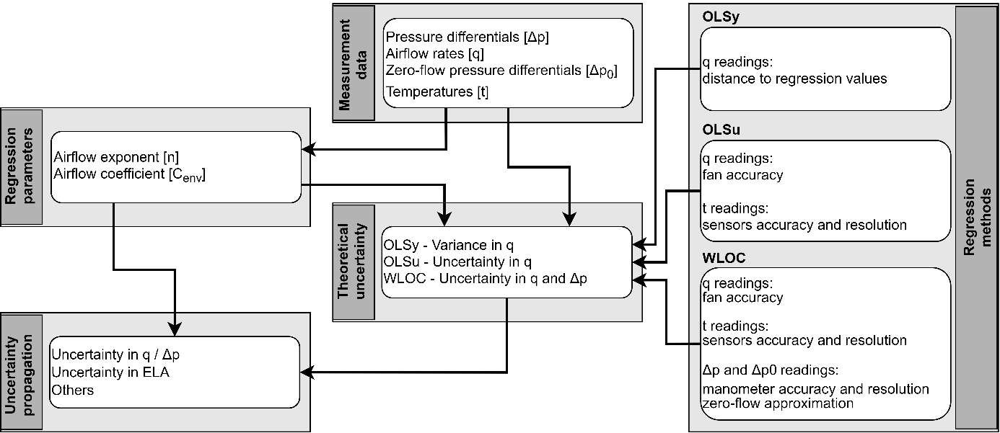 Measurement
data
Pressure differentials [Δp]
Airflow rates [q]
Zero-flow pressure differentials [Δp₀]
Temperatures [t]
Regression
parameters
Airflow exponent [n]
Airflow coefficient [Cenv]
Theoretical
uncertainty
OLSy - Variance in q
OLSu - Uncertainty in q
WLOC - Uncertainty in q and Δp
Uncertainty
propagation
Uncertainty in q / Δp
Uncertainty in ELA
Others
Regression
methods
OLSy
q readings:
distance to regression values
OLSu
q readings:
fan accuracy
t readings:
sensors accuracy and resolution
WLOC
q readings:
fan accuracy
t readings:
sensors accuracy and resolution
Δp and Δp0 readings:
manometer accuracy and resolution
zero-flow approximation